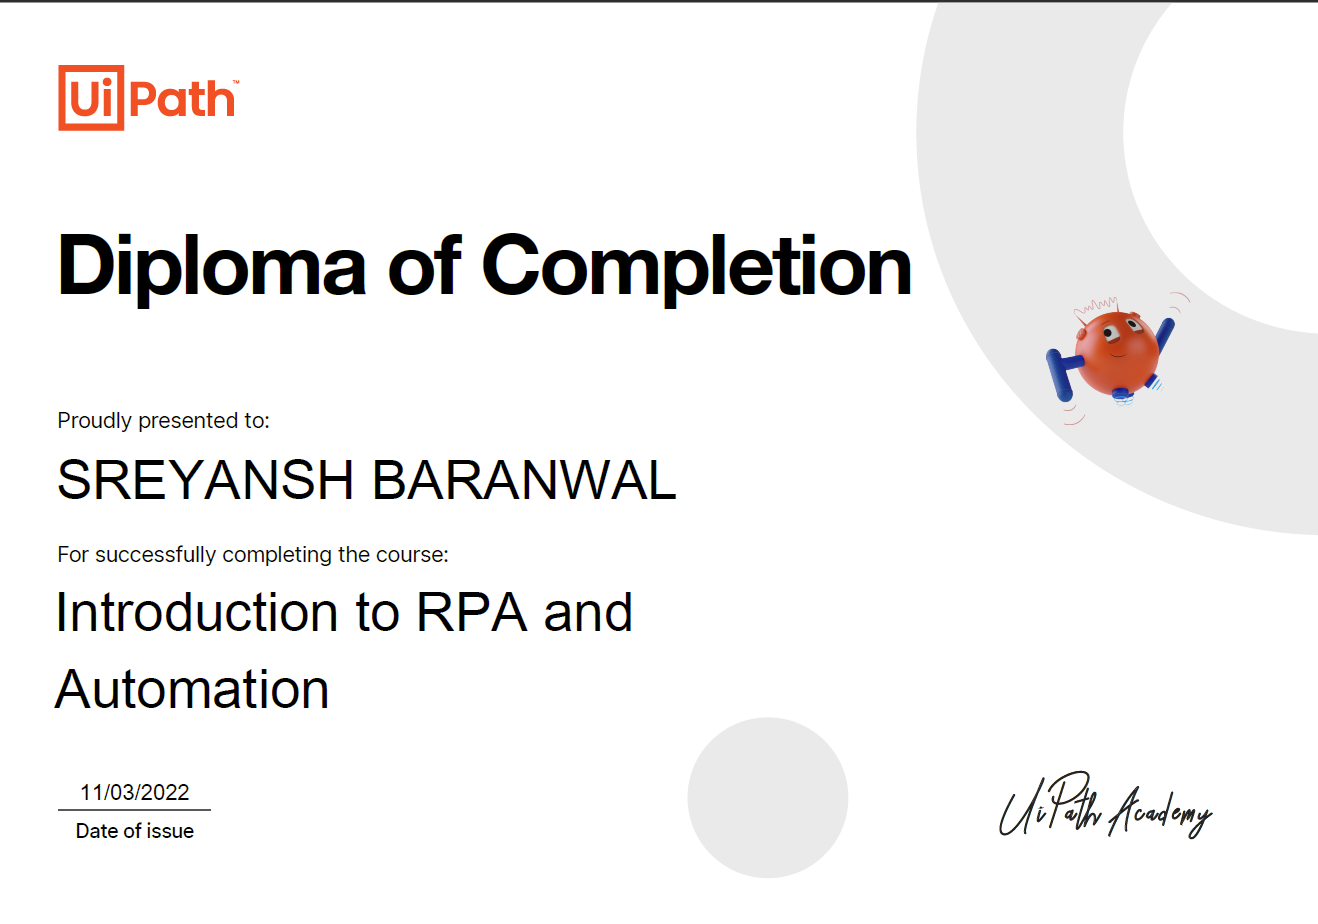 UiPath™
Diploma of Completion
Proudly presented to:
SREYANSH BARANWAL
For successfully completing the course:
Introduction to RPA and
Automation
11/03/2022
Date of issue
UiPath Academy